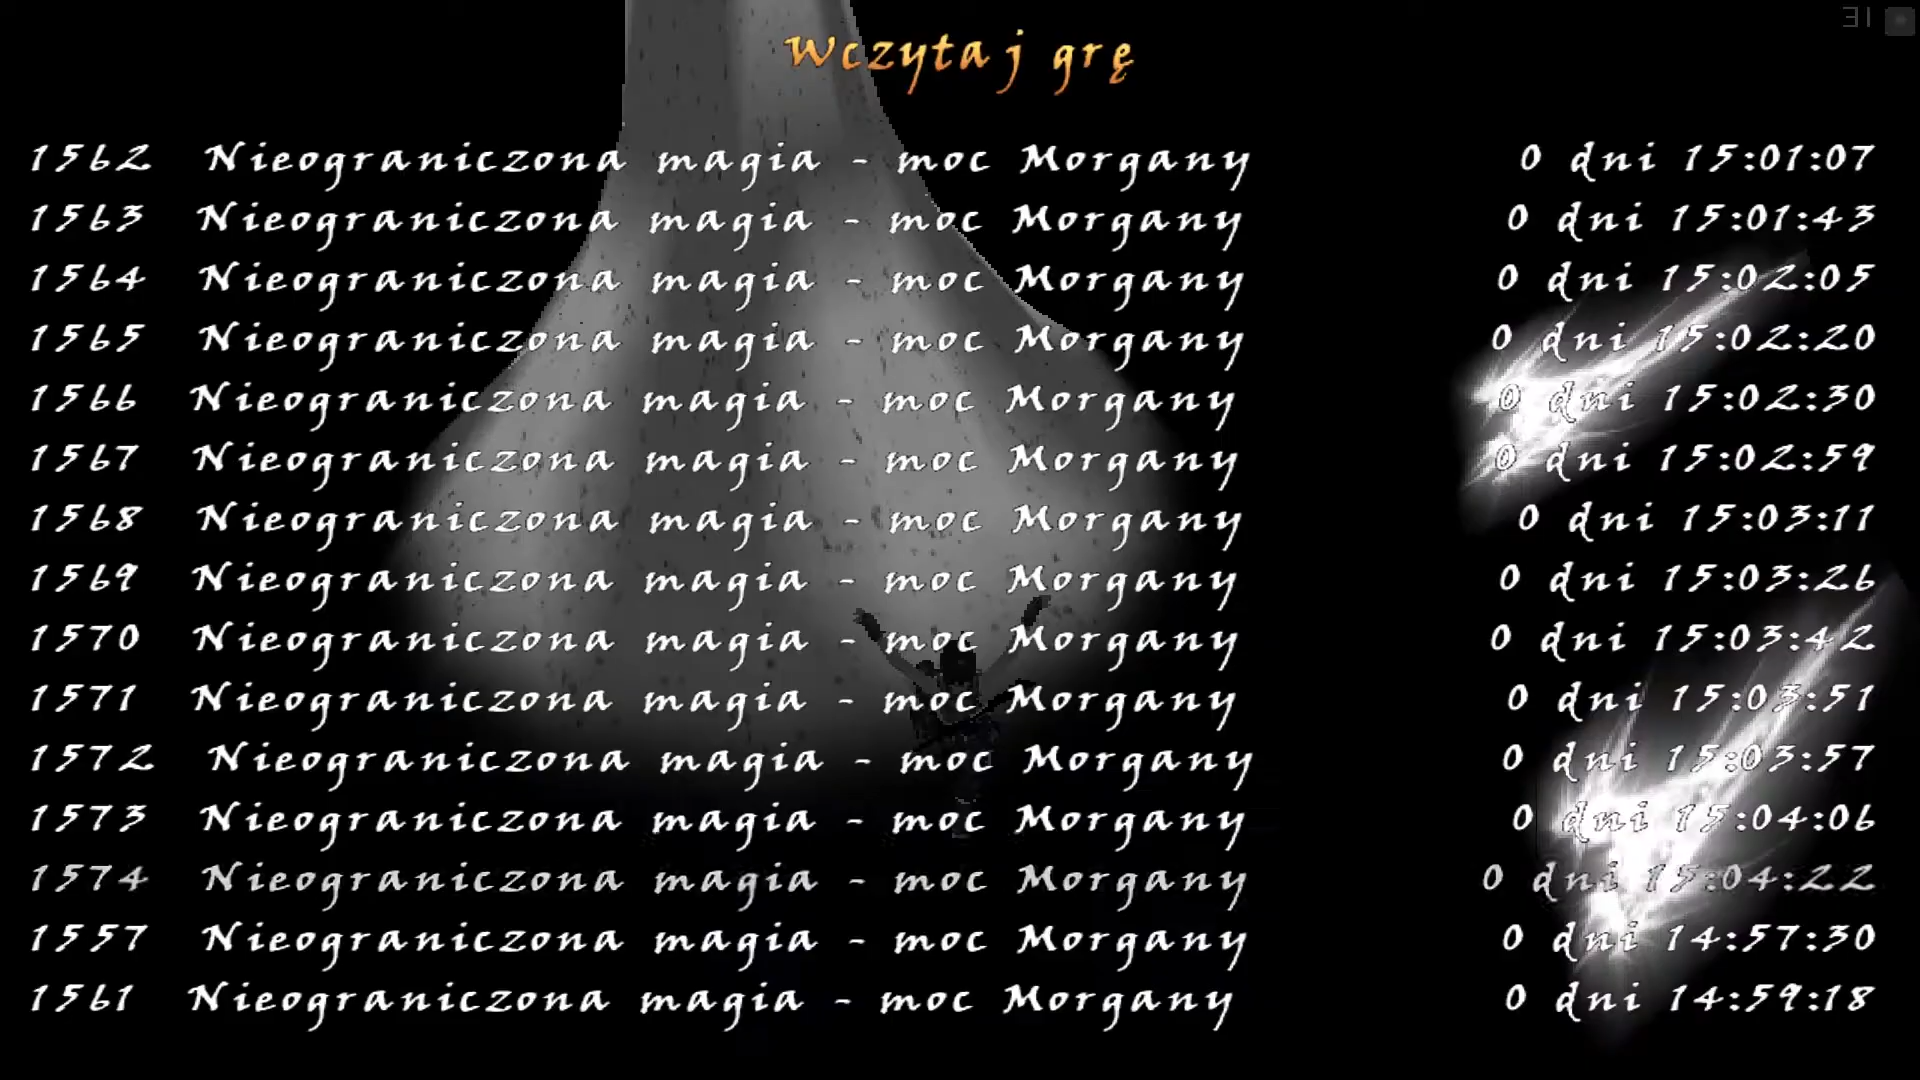 Wczytaj grę
1562 Nieograniczona magia - moc Morgany 0 dni 15:01:07
1563 Nieograniczona magia - moc Morgany 0 dni 15:01:43
1564 Nieograniczona magia - moc Morgany 0 dni 15:02:05
1565 Nieograniczona magia - moc Morgany 0 dni 15:02:20
1566 Nieograniczona magia - moc Morgany 0 dni 15:02:30
1567 Nieograniczona magia - moc Morgany 0 dni 15:02:59
1568 Nieograniczona magia - moc Morgany 0 dni 15:03:11
1569 Nieograniczona magia - moc Morgany 0 dni 15:03:26
1570 Nieograniczona magia - moc Morgany 0 dni 15:03:42
1571 Nieograniczona magia - moc Morgany 0 dni 15:03:51
1572 Nieograniczona magia - moc Morgany 0 dni 15:03:57
1573 Nieograniczona magia - moc Morgany 0 dni 15:04:06
1574 Nieograniczona magia - moc Morgany 0 dni 15:04:22
1557 Nieograniczona magia - moc Morgany 0 dni 14:57:30
1561 Nieograniczona magia - moc Morgany 0 dni 14:59:18